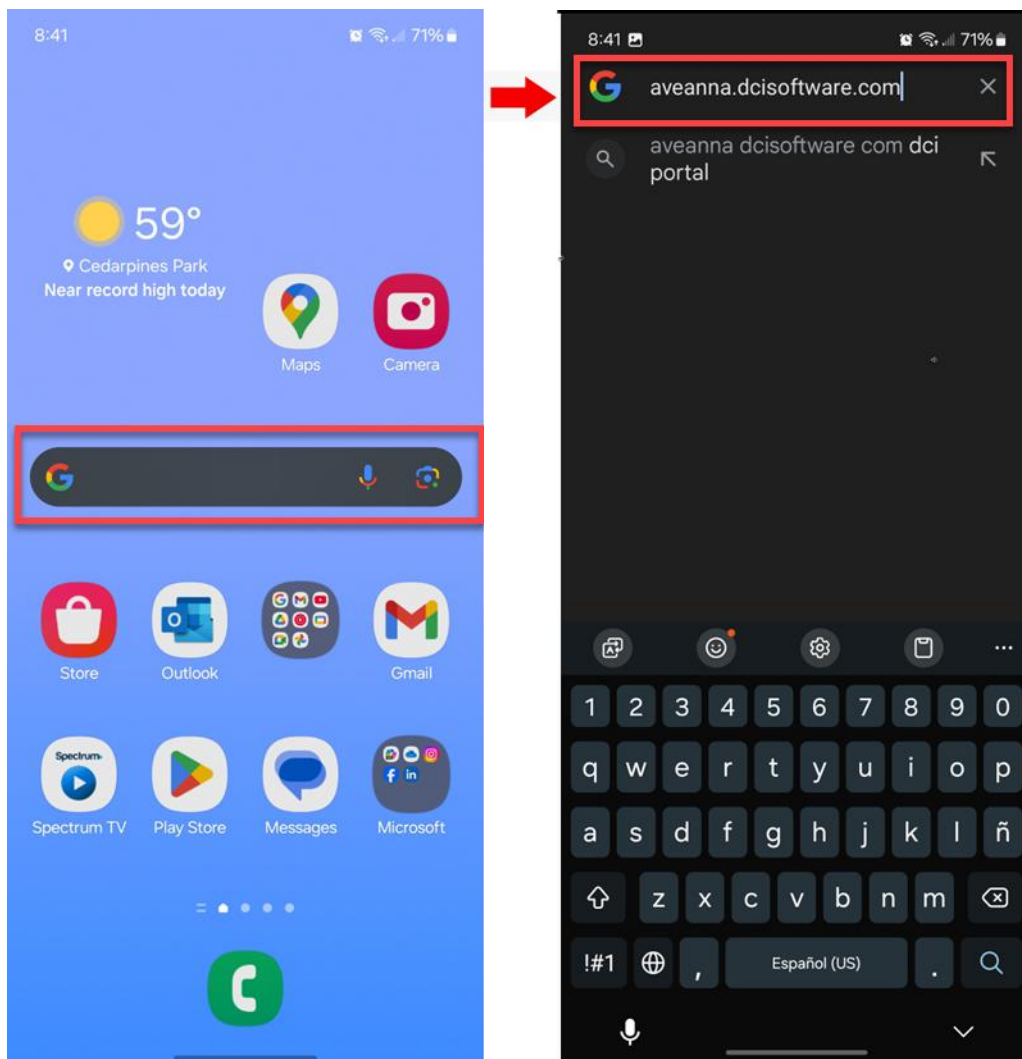 8:41
71%
59°
Cedarpines Park
Near record high today
Maps
Camera
Store
Outlook
Gmail
Spectrum
Spectrum TV
Play Store
Messages
Microsoft
8:41
71%
aveanna.dcisoftware.com
aveanna dcisoftware com dci
portal
1 2 3 4 5 6 7 8 9 0
q w e r t y u i o p
a s d f g h j k l ñ
z x c v b n m
!#1 , Español (US) .